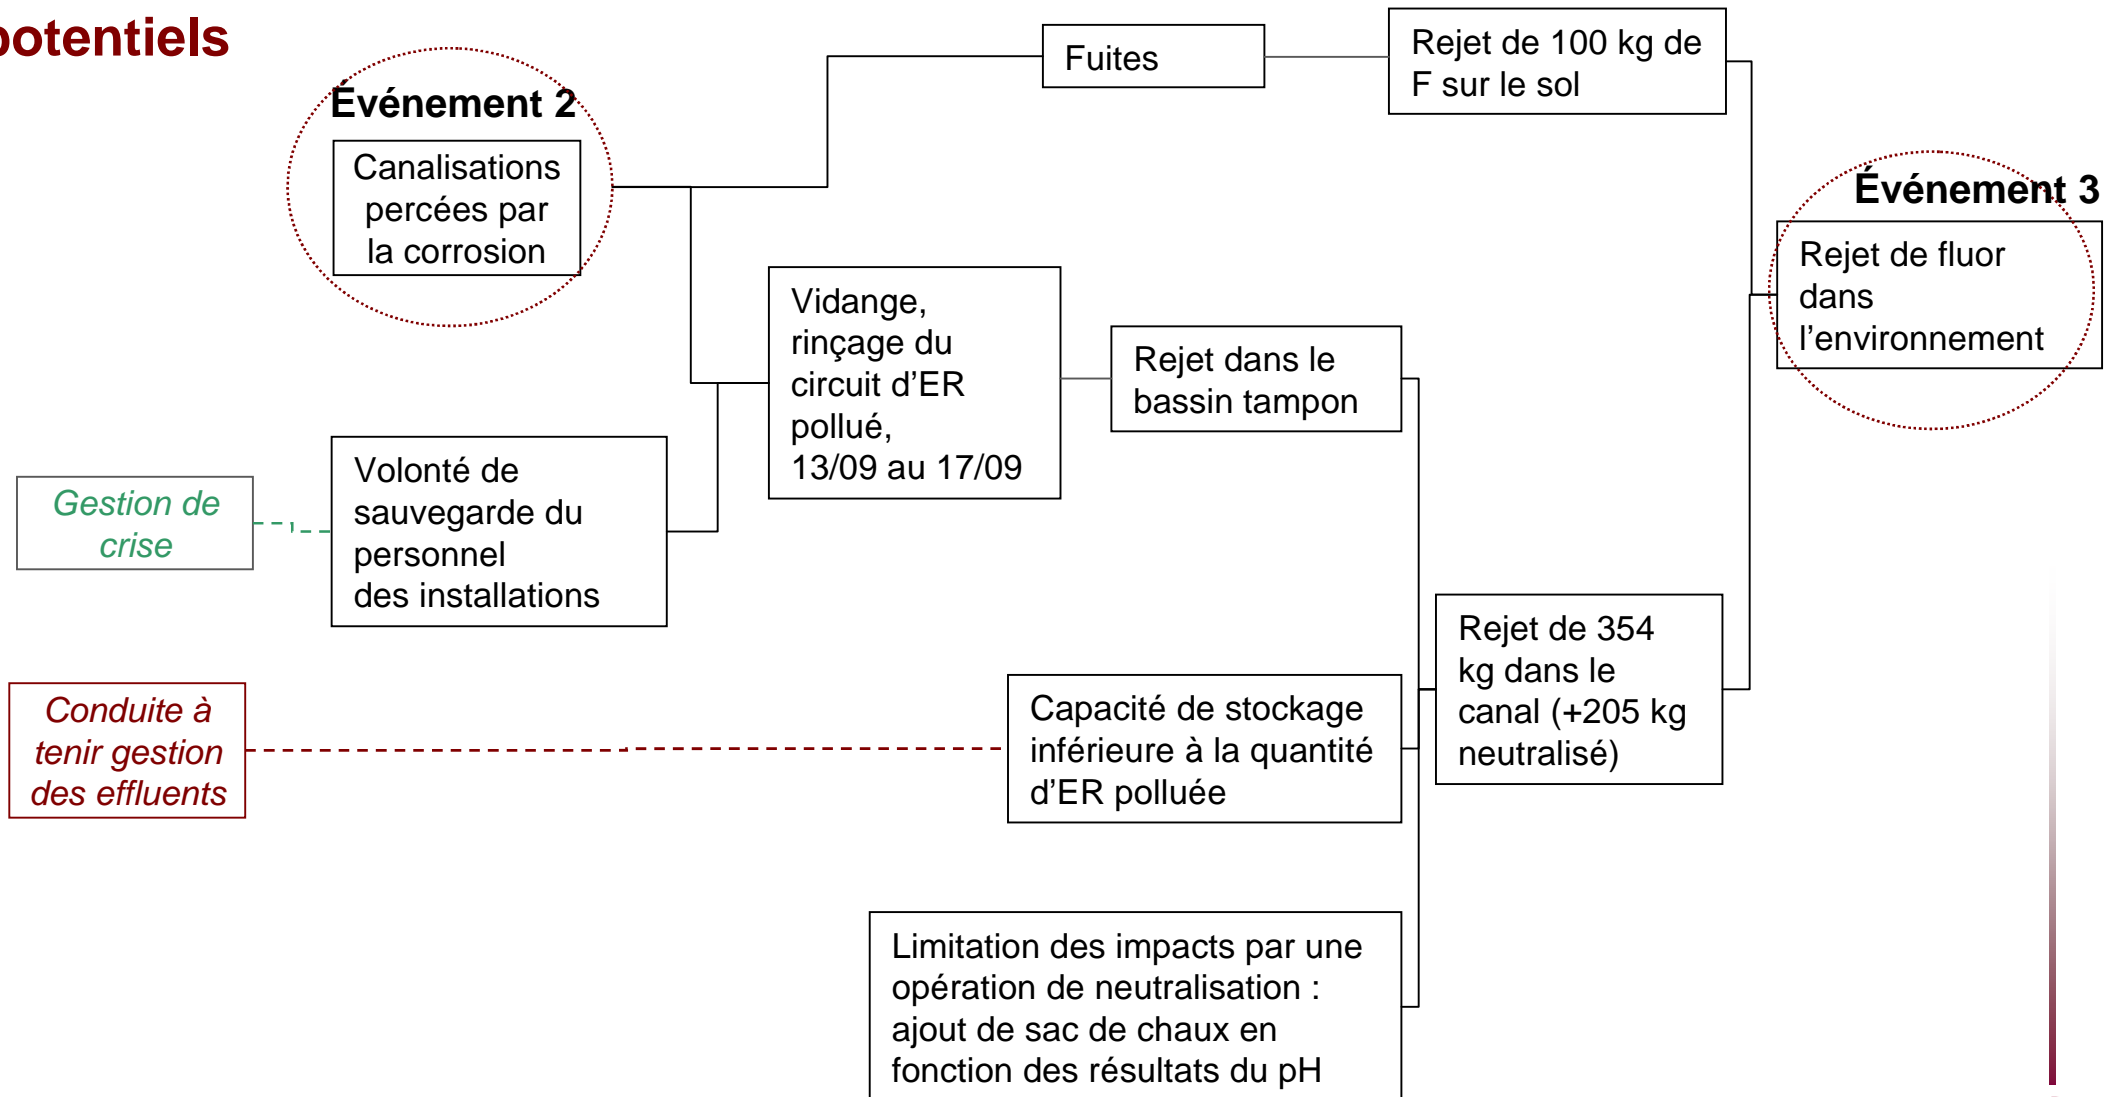 potentiels
Fuites
Rejet de 100 kg de
F sur le sol
Événement 2
Canalisations
percées par
la corrosion
Événement 3
Rejet de fluor
dans
l'environnement
Vidange,
rinçage du
circuit d'ER
pollué,
13/09 au 17/09
Rejet dans le
bassin tampon
Gestion de
crise
Volonté de
sauvegarde du
personnel
des installations
Rejet de 354
kg dans le
canal (+205 kg
neutralisé)
Conduite à
tenir gestion
des effluents
Capacité de stockage
inférieure à la quantité
d'ER polluée
Limitation des impacts par une
opération de neutralisation :
ajout de sac de chaux en
fonction des résultats du pH